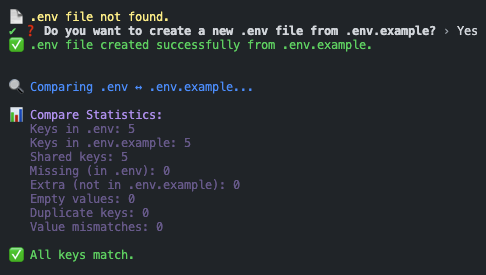 📄 .env file not found.
✔ ❓ Do you want to create a new .env file from .env.example? › Yes
✅ .env file created successfully from .env.example.
🔍 Comparing .env ↔ .env.example...
📊 Compare Statistics:
Keys in .env: 5
Keys in .env.example: 5
Shared keys: 5
Missing (in .env): 0
Extra (not in .env.example): 0
Empty values: 0
Duplicate keys: 0
Value mismatches: 0
✅ All keys match.